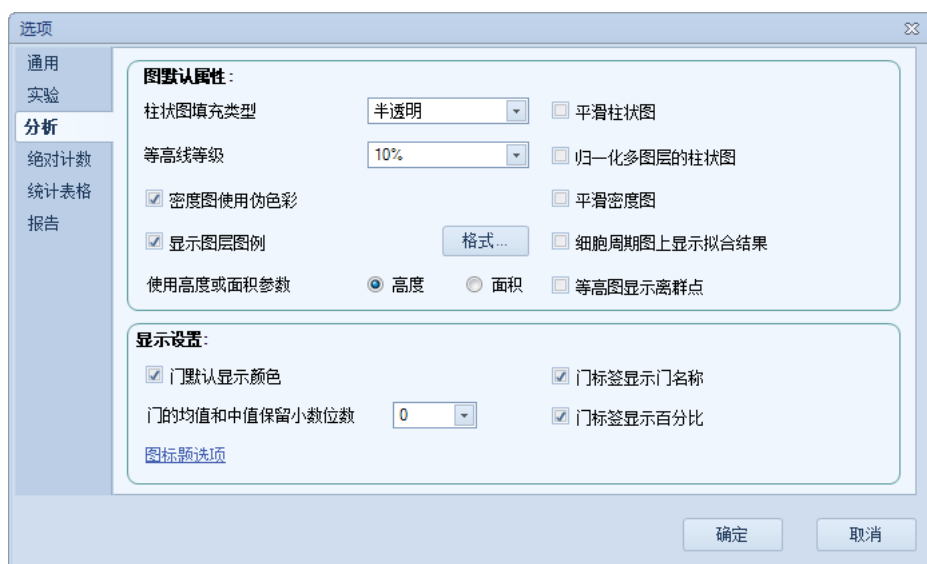 选项
通用
实验
分析
绝对计数
统计表格
报告
图默认属性:
柱状图填充类型 半透明 平滑柱状图
等高线等级 10% 归一化多图层的柱状图
密度图使用伪色彩 平滑密度图
显示图层图例 格式... 细胞周期图上显示拟合结果
使用高度或面积参数 高度 面积 等高图显示离群点
显示设置:
门默认显示颜色 门标签显示门名称
门的均值和中值保留小数位数 0 门标签显示百分比
图标题选项
确定 取消